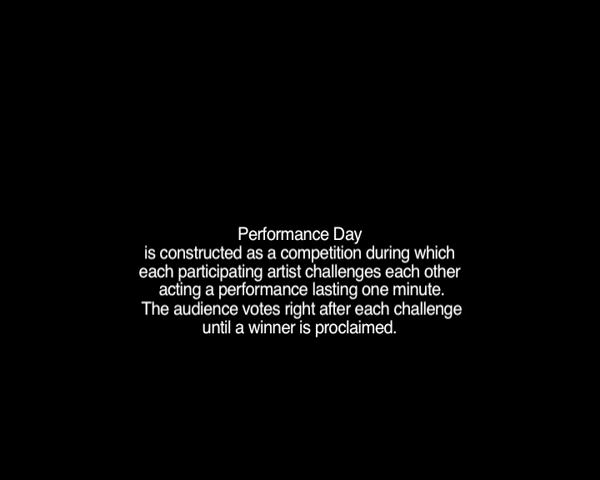 Performance Day
is constructed as a competition during which
each participating artist challenges each other
acting a performance lasting one minute.
The audience votes right after each challenge
until a winner is proclaimed.